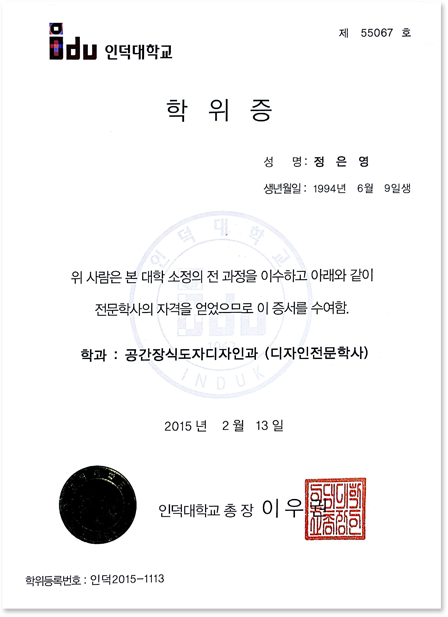 idu 인덕대학교
제 55067 호
학 위 증
성 명 : 정 은 영
생년월일 : 1994년 6월 9일생
인덕대학교
위 사람은 본 대학 소정의 전 과정을 이수하고 아래와 같이
전문학사의 자격을 얻었으므로 이 증서를 수여함.
학과 : 공간장식도자디자인과 (디자인전문학사)
INDUK
2015 년 2 월 13 일
인덕대학교 총 장 이 우
학위등록번호 : 인덕2015-1113